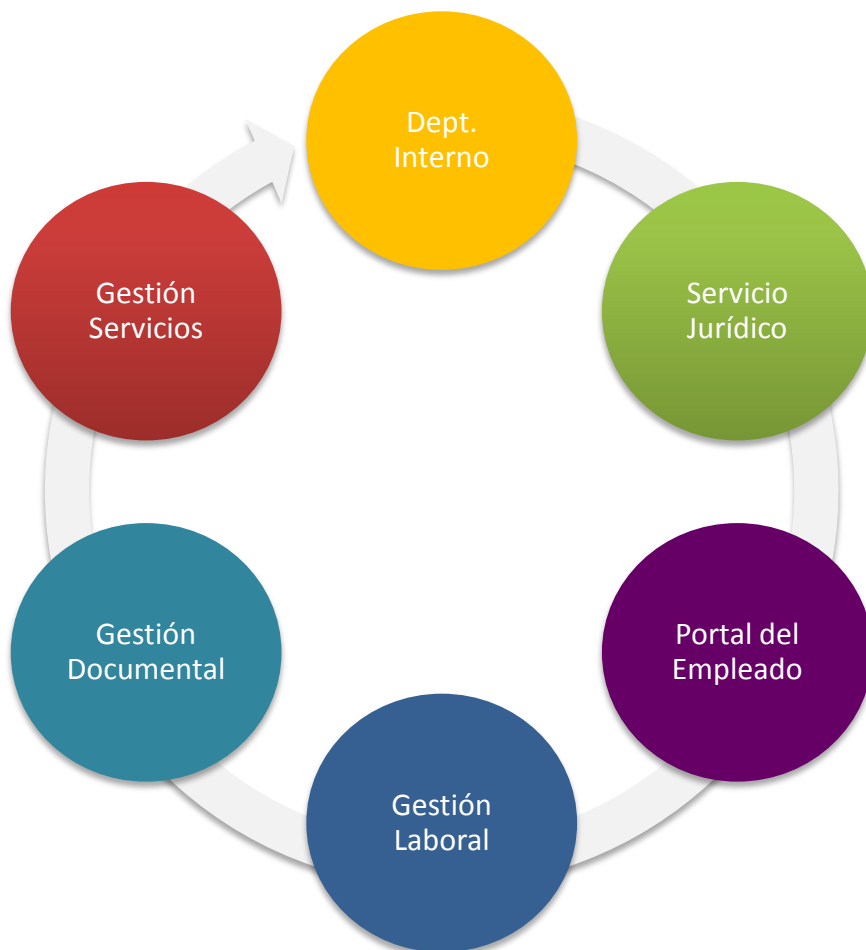 Dept.
Interno
Servicio
Jurídico
Portal del
Empleado
Gestión
Laboral
Gestión
Documental
Gestión
Servicios